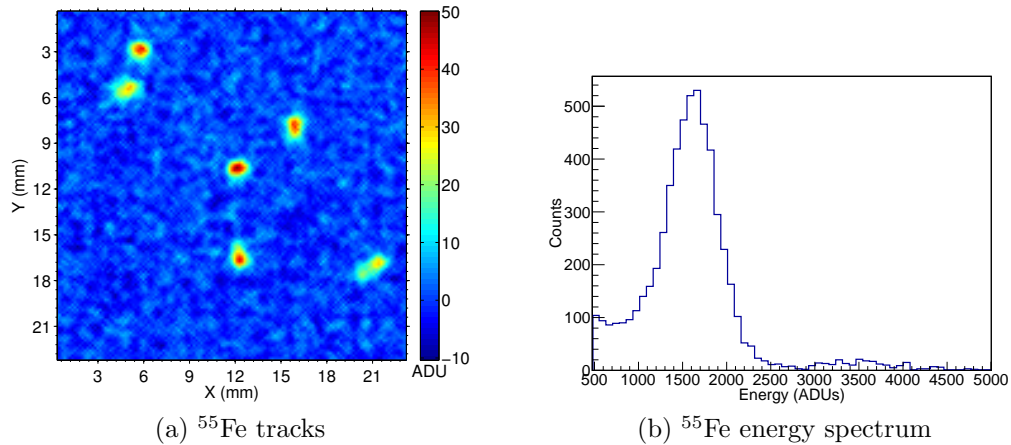 50
40
30
20
10
0
−10
ADU
3
6
9
12
15
18
21
Y (mm)
3 6 9 12 15 18 21
X (mm)
(a) ⁵⁵Fe tracks
500
400
300
200
100
0
Counts
500 1000 1500 2000 2500 3000 3500 4000 4500 5000
Energy (ADUs)
(b) ⁵⁵Fe energy spectrum